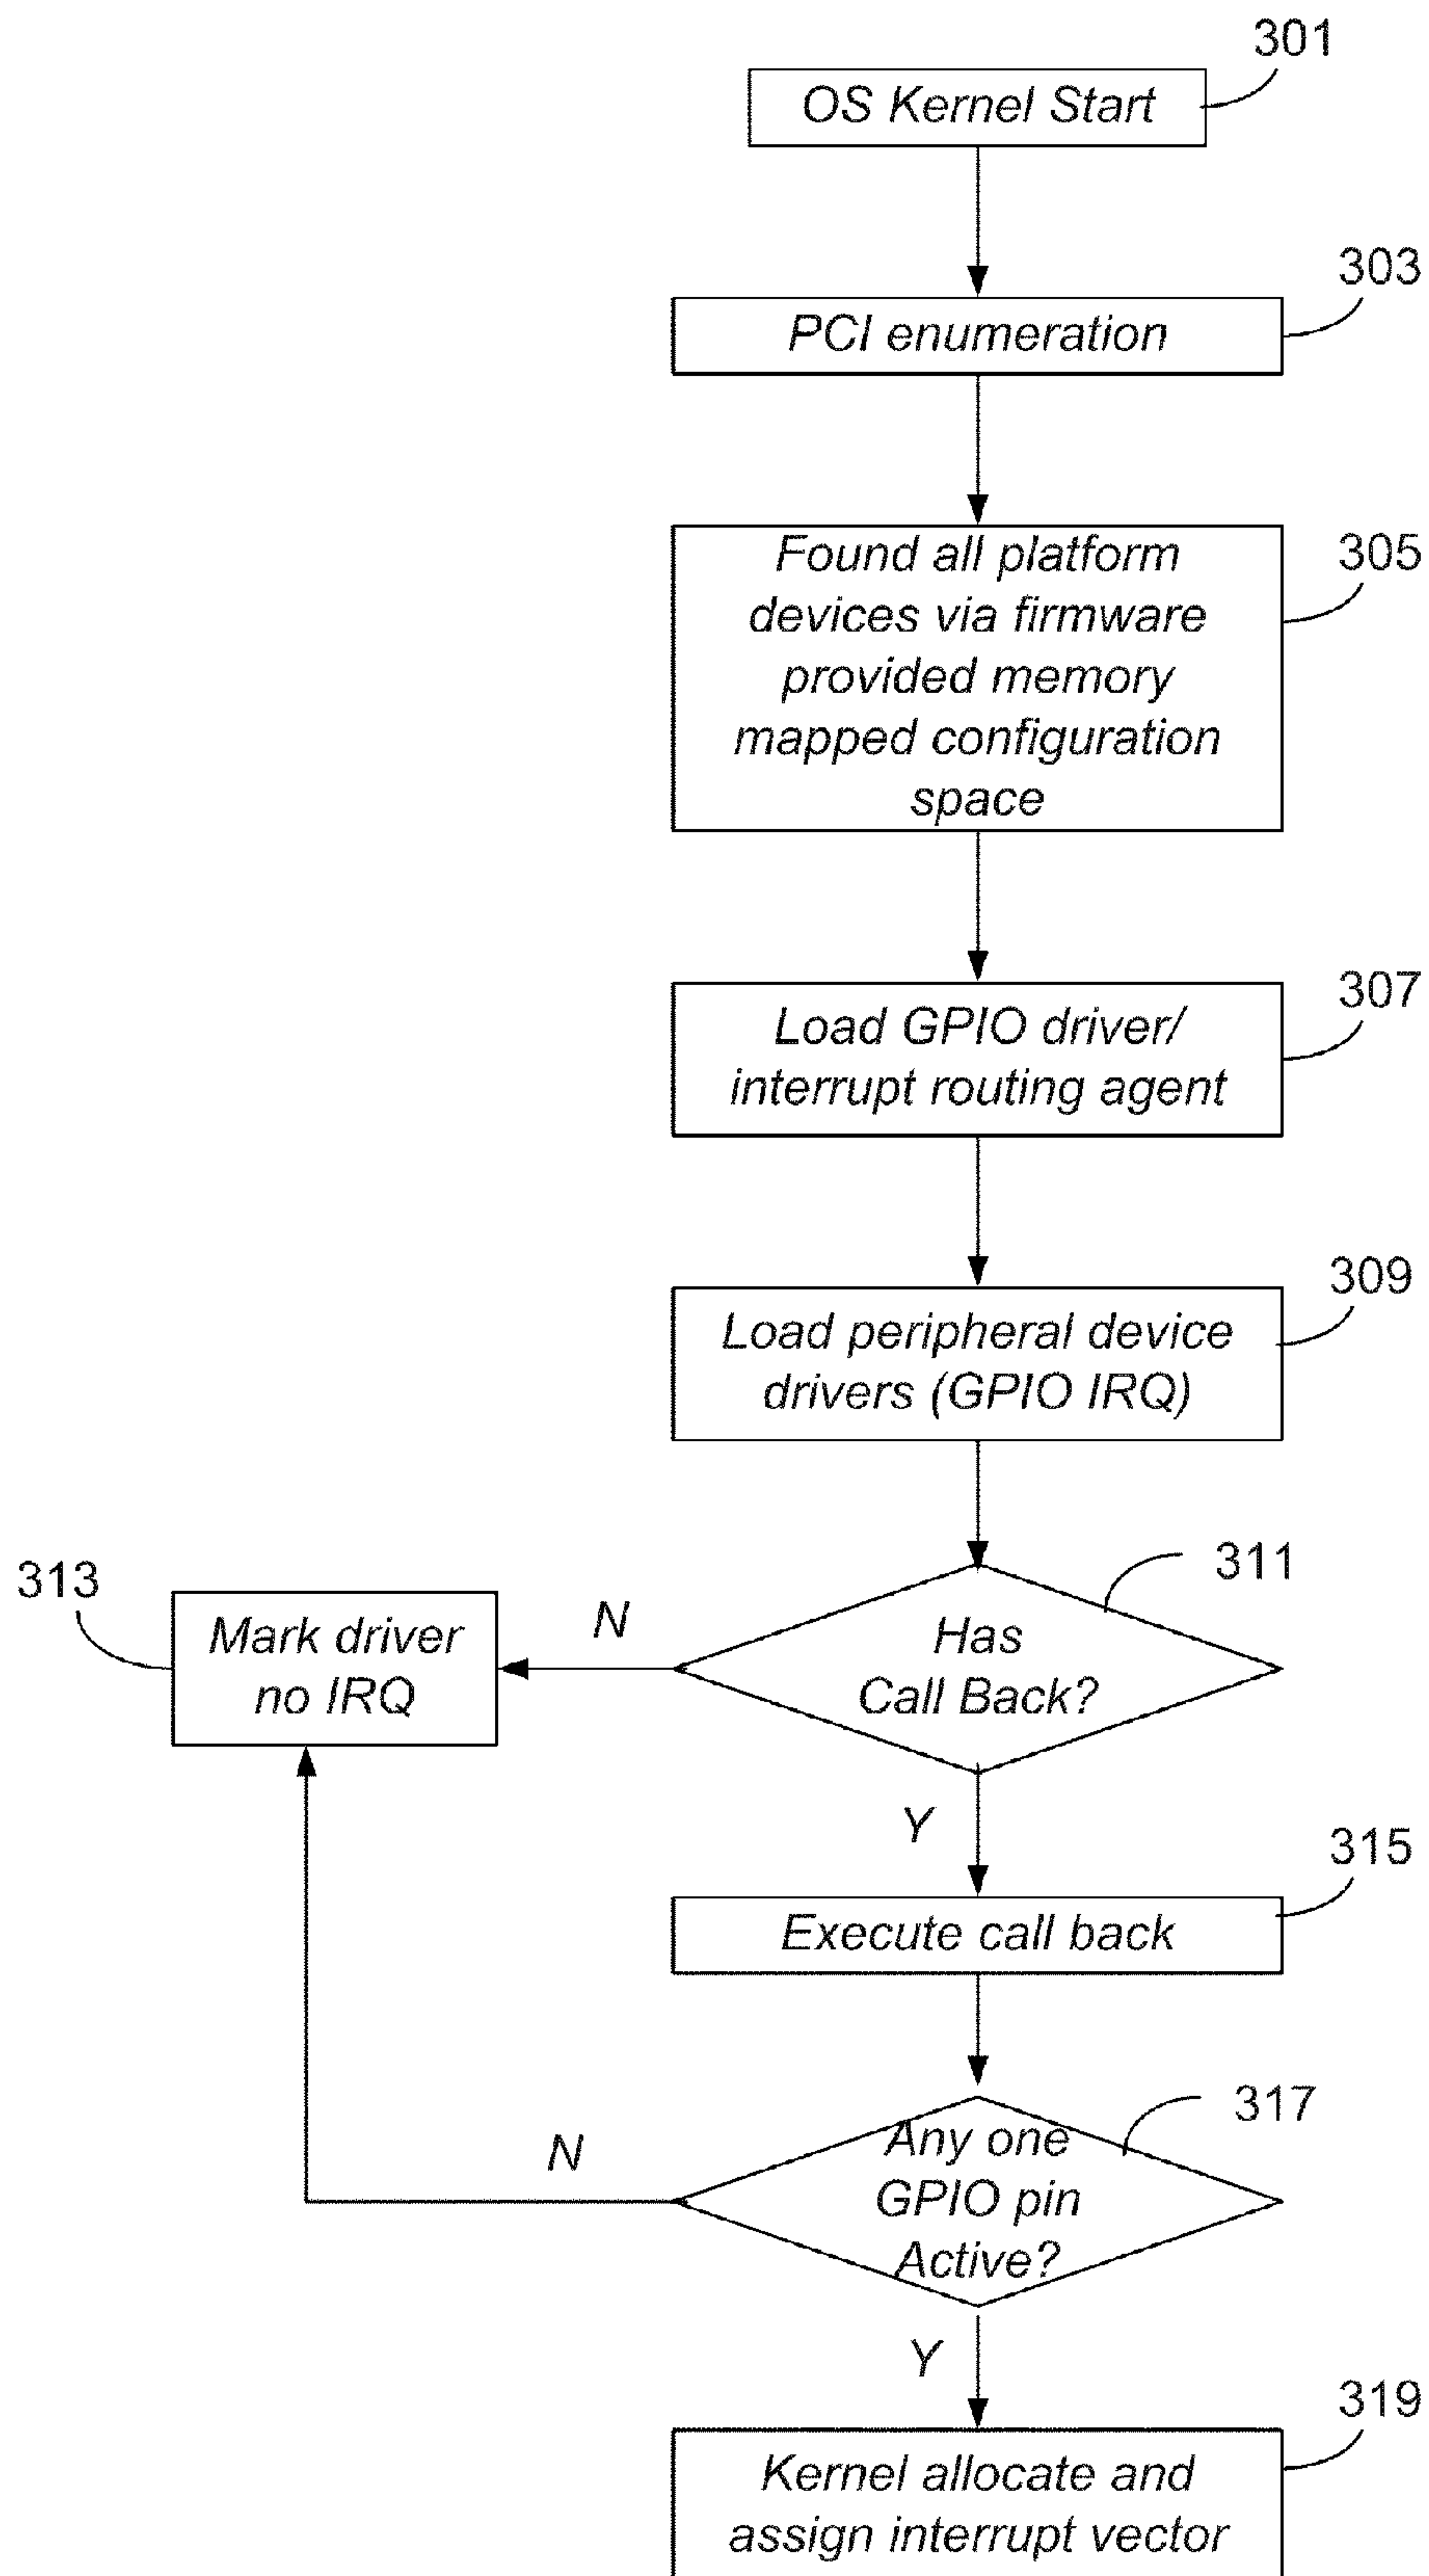 301
OS Kernel Start
303
PCI enumeration
305
Found all platform
devices via firmware
provided memory
mapped configuration
space
307
Load GPIO driver/
interrupt routing agent
309
Load peripheral device
drivers (GPIO IRQ)
311
313
Mark driver
no IRQ
N
Has
Call Back?
Y
315
Execute call back
317
N
Any one
GPIO pin
Active?
Y
319
Kernel allocate and
assign interrupt vector